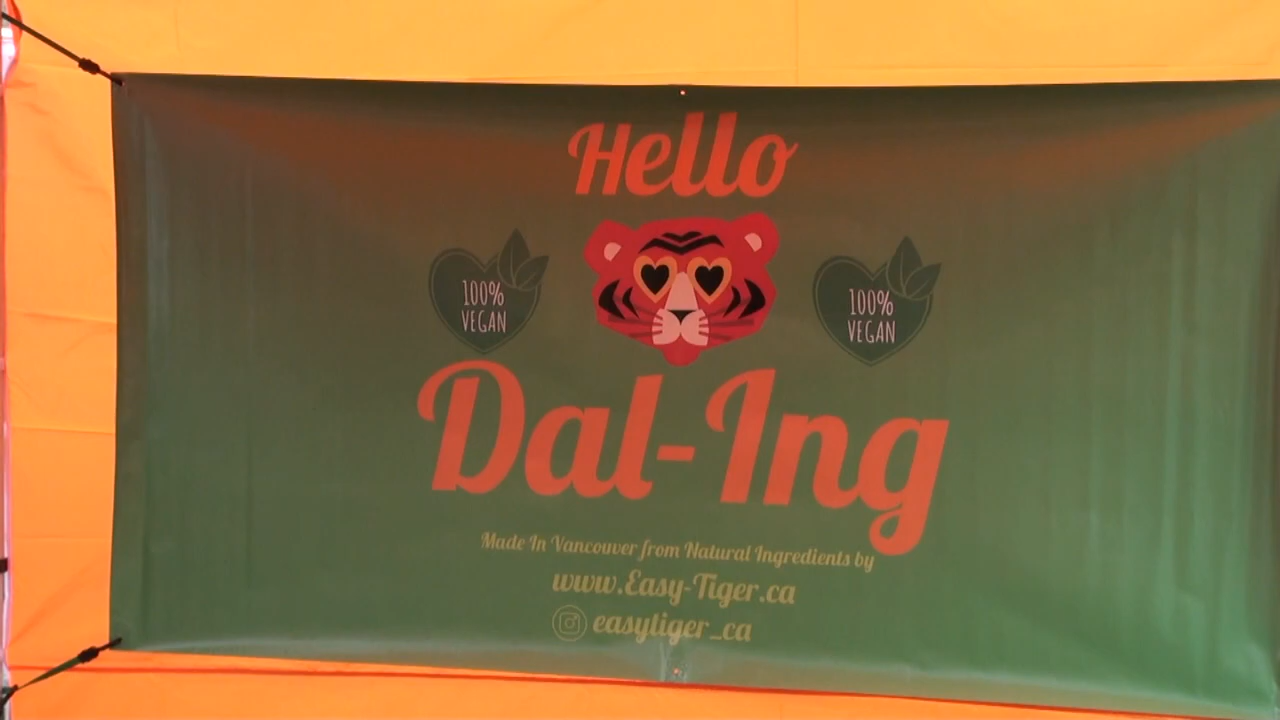 Hello
100%
VEGAN
100%
VEGAN
Dal-Ing
Made In Vancouver from Natural Ingredients by
www.Easy-Tiger.ca
easytiger_ca